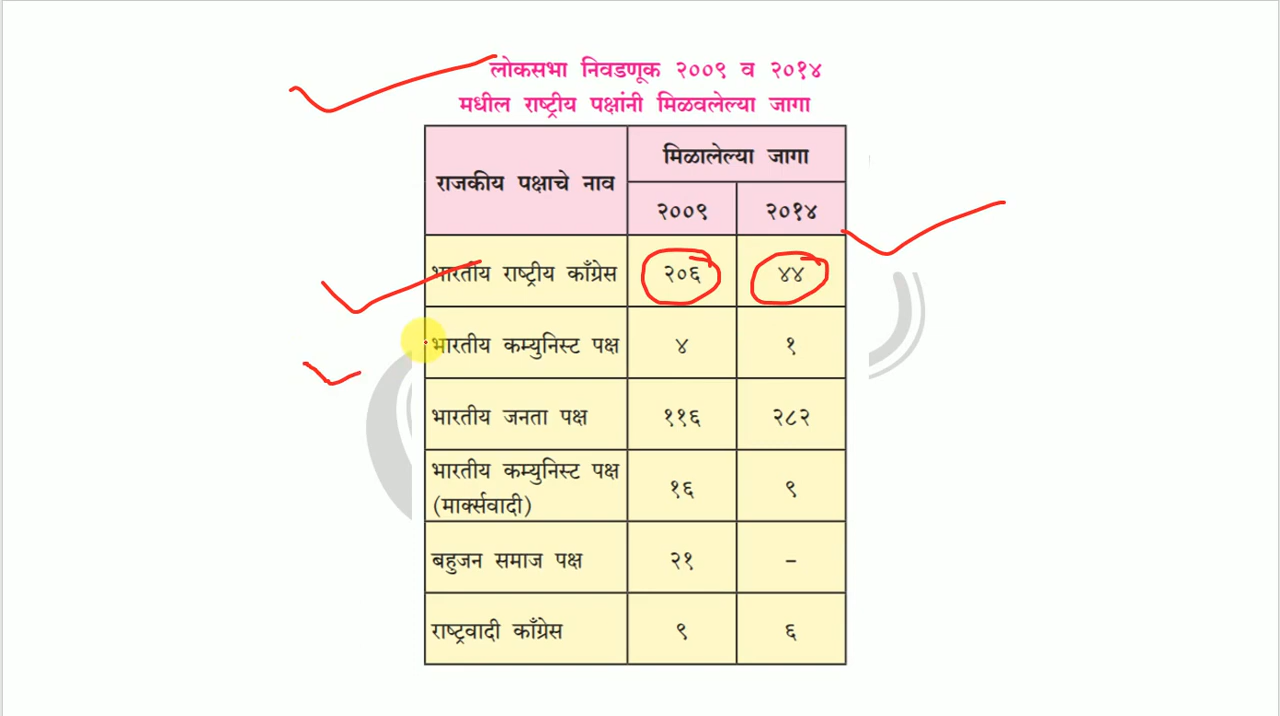 लोकसभा निवडणूक २००९ व २०१४
मधील राष्ट्रीय पक्षांनी मिळवलेल्या जागा
राजकीय पक्षाचे नाव
मिळालेल्या जागा
२००९ २०१४
भारतीय राष्ट्रीय काँग्रेस २०६ ४४
भारतीय कम्युनिस्ट पक्ष ४ १
भारतीय जनता पक्ष ११६ २८२
भारतीय कम्युनिस्ट पक्ष
(मार्क्सवादी) १६ ९
बहुजन समाज पक्ष २१ –
राष्ट्रवादी काँग्रेस ९ ६